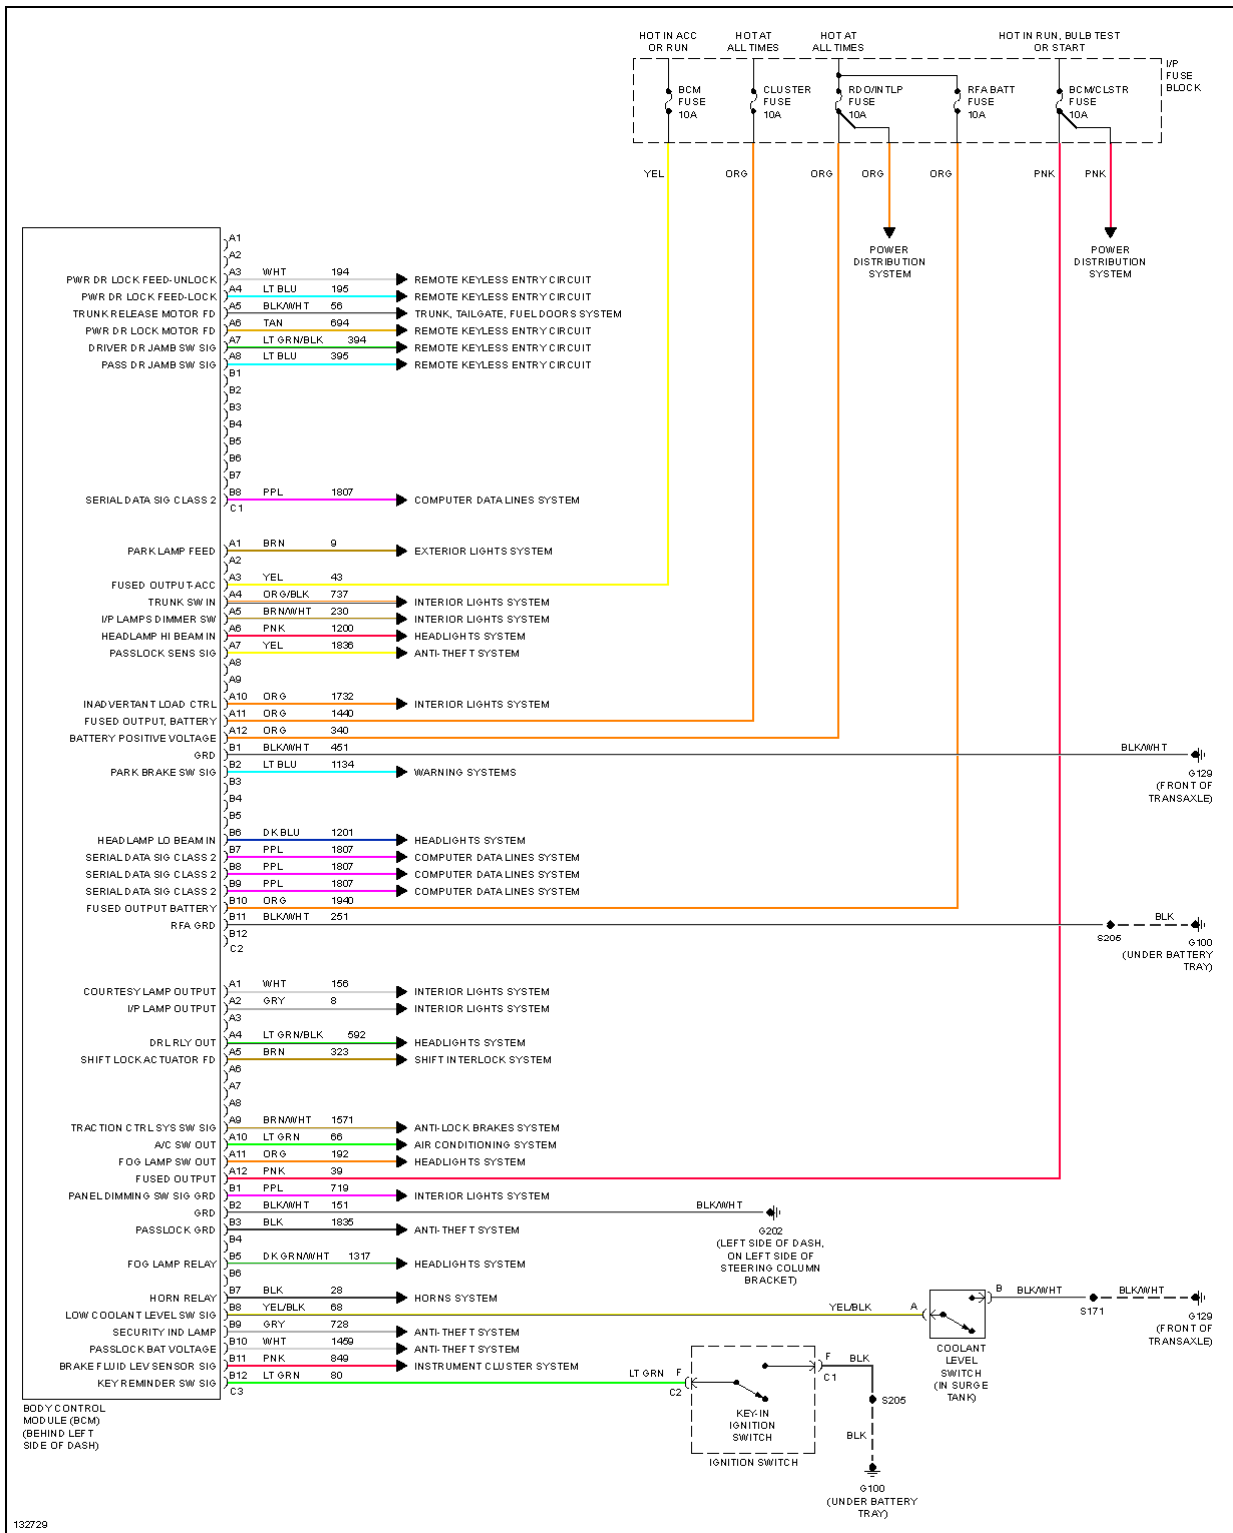 HOT IN ACC
OR RUN
HOT AT
ALL TIMES
HOT AT
ALL TIMES
HOT IN RUN, BULB TEST
OR START
I/P
FUSE
BLOCK
BCM
FUSE
10A
CLUSTER
FUSE
10A
RDO/INTLP
FUSE
10A
RFA BATT
FUSE
10A
BCM/CLSTR
FUSE
10A
YEL
ORG
ORG
ORG
ORG
PNK
PNK
POWER
DISTRIBUTION
SYSTEM
POWER
DISTRIBUTION
SYSTEM
A1
A2
PWR DR LOCK FEED-UNLOCK A3 WHT 194 REMOTE KEYLESS ENTRY CIRCUIT
PWR DR LOCK FEED-LOCK A4 LT BLU 195 REMOTE KEYLESS ENTRY CIRCUIT
TRUNK RELEASE MOTOR FD A5 BLK/WHT 56 TRUNK, TAILGATE, FUEL DOORS SYSTEM
PWR DR LOCK MOTOR FD A6 TAN 694 REMOTE KEYLESS ENTRY CIRCUIT
DRIVER DR JAMB SW SIG A7 LT GRN/BLK 394 REMOTE KEYLESS ENTRY CIRCUIT
PASS DR JAMB SW SIG A8 LT BLU 395 REMOTE KEYLESS ENTRY CIRCUIT
B1
B2
B3
B4
B5
B6
B7
SERIAL DATA SIG CLASS 2 B8 PPL 1807 COMPUTER DATA LINES SYSTEM
C1
PARK LAMP FEED A1 BRN 9 EXTERIOR LIGHTS SYSTEM
A2
FUSED OUTPUT-ACC A3 YEL 43
TRUNK SW IN A4 ORG/BLK 737 INTERIOR LIGHTS SYSTEM
I/P LAMPS DIMMER SW A5 BRN/WHT 230 INTERIOR LIGHTS SYSTEM
HEADLAMP HI BEAM IN A6 PNK 1200 HEADLIGHTS SYSTEM
PASSLOCK SENS SIG A7 YEL 1836 ANTI-THEFT SYSTEM
A8
A9
INADVERTANT LOAD CTRL A10 ORG 1732 INTERIOR LIGHTS SYSTEM
FUSED OUTPUT, BATTERY A11 ORG 1440
BATTERY POSITIVE VOLTAGE A12 ORG 340
GRD B1 BLK/WHT 451 BLK/WHT
G129
(FRONT OF
TRANSAXLE)
PARK BRAKE SW SIG B2 LT BLU 1134 WARNING SYSTEMS
B3
B4
B5
HEADLAMP LO BEAM IN B6 DK BLU 1201 HEADLIGHTS SYSTEM
SERIAL DATA SIG CLASS 2 B7 PPL 1807 COMPUTER DATA LINES SYSTEM
SERIAL DATA SIG CLASS 2 B8 PPL 1807 COMPUTER DATA LINES SYSTEM
SERIAL DATA SIG CLASS 2 B9 PPL 1807 COMPUTER DATA LINES SYSTEM
FUSED OUTPUT BATTERY B10 ORG 1940
RFA GRD B11 BLK/WHT 251 BLK
S205
G100
(UNDER BATTERY
TRAY)
B12
C2
COURTESY LAMP OUTPUT A1 WHT 156 INTERIOR LIGHTS SYSTEM
I/P LAMP OUTPUT A2 GRY 8 INTERIOR LIGHTS SYSTEM
A3
DRL RLY OUT A4 LT GRN/BLK 592 HEADLIGHTS SYSTEM
SHIFT LOCK ACTUATOR FD A5 BRN 323 SHIFT INTERLOCK SYSTEM
A6
A7
A8
TRACTION CTRL SYS SW SIG A9 BRN/WHT 1571 ANTI-LOCK BRAKES SYSTEM
A/C SW OUT A10 LT GRN 66 AIR CONDITIONING SYSTEM
FOG LAMP SW OUT A11 ORG 192 HEADLIGHTS SYSTEM
FUSED OUTPUT A12 PNK 39
PANEL DIMMING SW SIG GRD B1 PPL 719 INTERIOR LIGHTS SYSTEM
GRD B2 BLK/WHT 151 BLK/WHT
G202
(LEFT SIDE OF DASH,
ON LEFT SIDE OF
STEERING COLUMN
BRACKET)
PASSLOCK GRD B3 BLK 1835 ANTI-THEFT SYSTEM
B4
FOG LAMP RELAY B5 DK GRN/WHT 1317 HEADLIGHTS SYSTEM
B6
HORN RELAY B7 BLK 28 HORNS SYSTEM
LOW COOLANT LEVEL SW SIG B8 YEL/BLK 68 YEL/BLK A
B BLK/WHT S171 BLK/WHT
G129
(FRONT OF
TRANSAXLE)
COOLANT
LEVEL
SWITCH
(IN SURGE
TANK)
SECURITY IND LAMP B9 GRY 728 ANTI-THEFT SYSTEM
PASSLOCK BAT VOLTAGE B10 WHT 1459 ANTI-THEFT SYSTEM
BRAKE FLUID LEV SENSOR SIG B11 PNK 849 INSTRUMENT CLUSTER SYSTEM
KEY REMINDER SW SIG B12 LT GRN 80 LT GRN F
C3
C2
F BLK
C1
S205
KEY-IN
IGNITION
SWITCH
BLK
IGNITION SWITCH
G100
(UNDER BATTERY
TRAY)
BODY CONTROL
MODULE (BCM)
(BEHIND LEFT
SIDE OF DASH)
132729